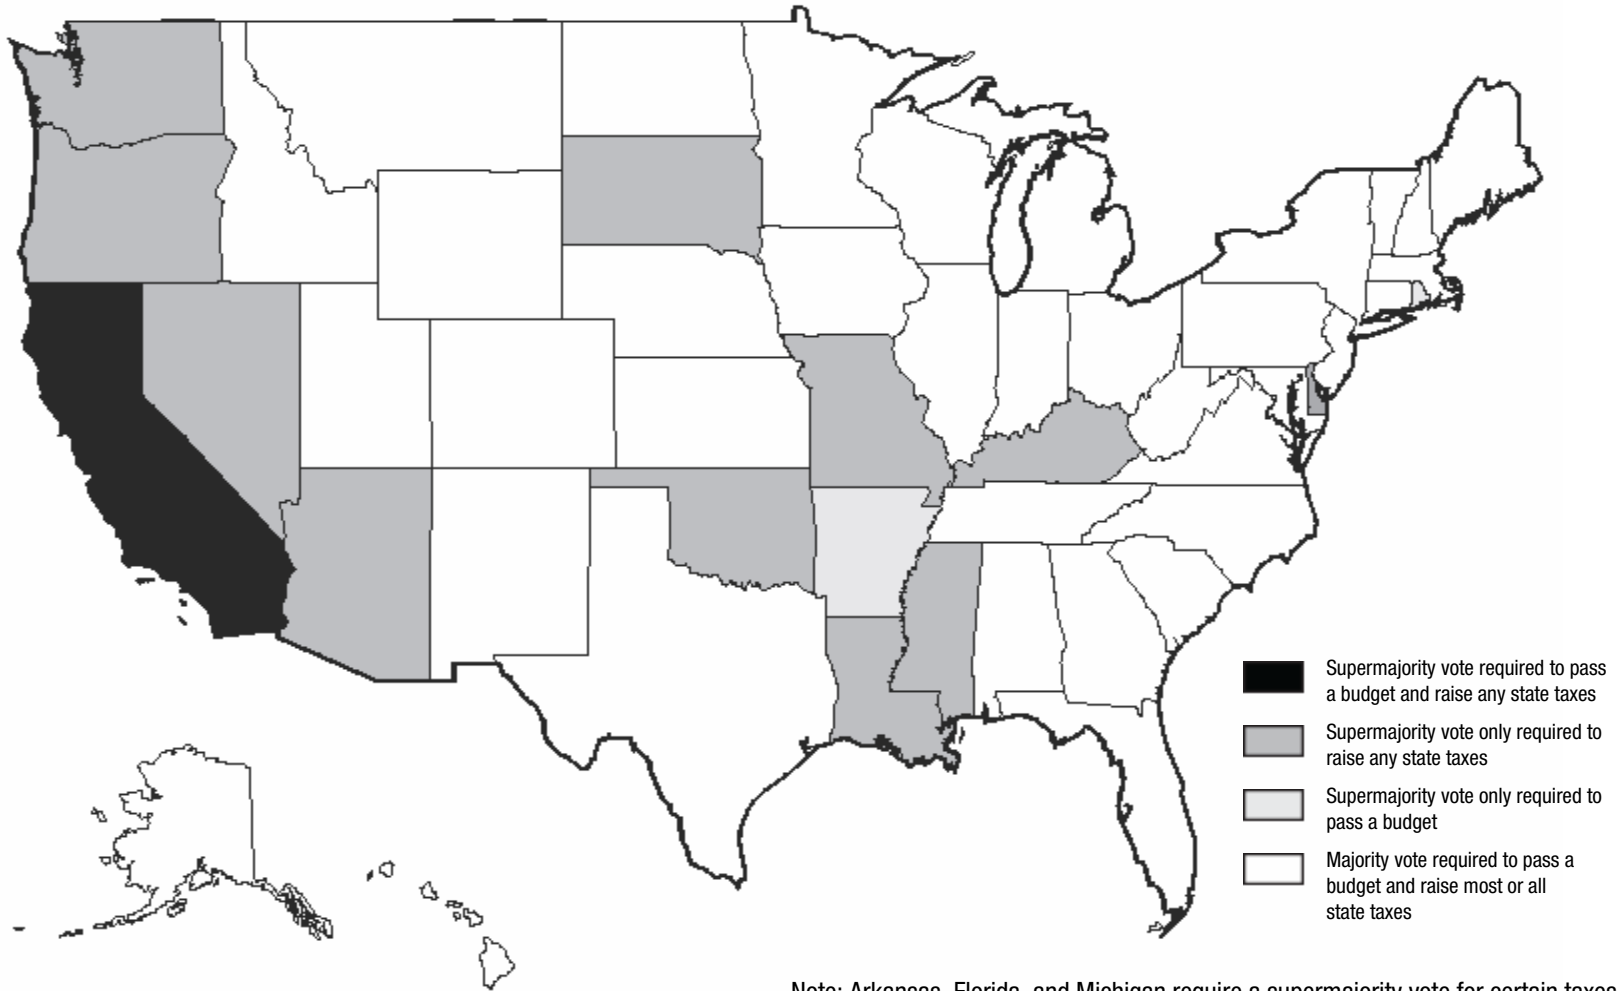 Supermajority vote required to pass
a budget and raise any state taxes
Supermajority vote only required to
raise any state taxes
Supermajority vote only required to
pass a budget
Majority vote required to pass a
budget and raise most or all
state taxes
Note: Arkansas, Florida, and Michigan require a supermajority vote for certain taxes